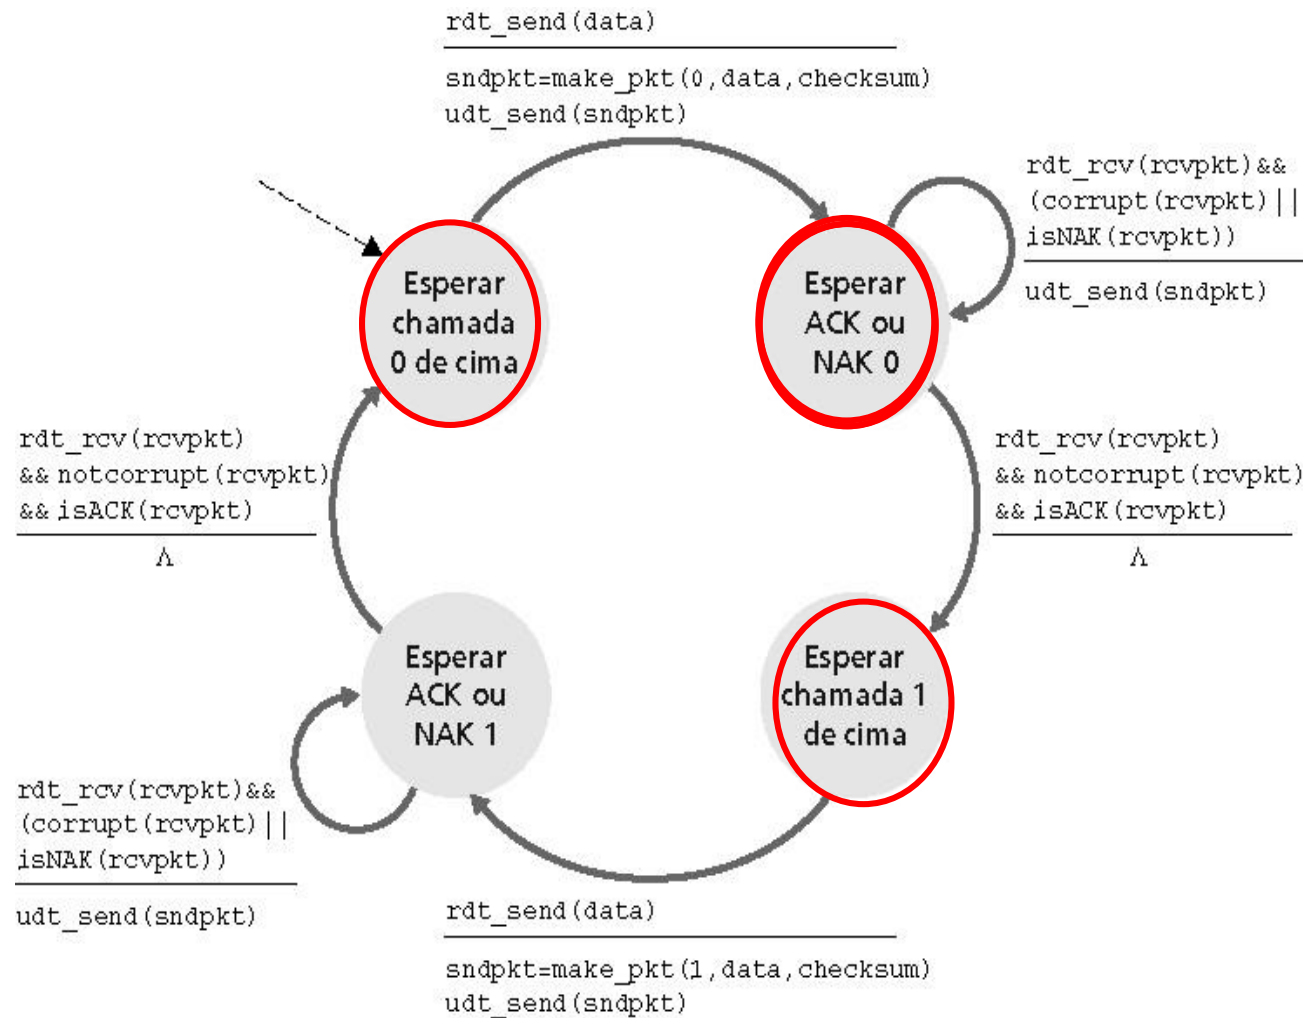 rdt_send(data)
sndpkt=make_pkt(0,data,checksum)
udt_send(sndpkt)
rdt_rcv(rcvpkt)&&
(corrupt(rcvpkt)||
isNAK(rcvpkt))
udt_send(sndpkt)
Esperar
chamada
0 de cima
Esperar
ACK ou
NAK 0
rdt_rcv(rcvpkt)
&& notcorrupt(rcvpkt)
&& isACK(rcvpkt)
Λ
rdt_rcv(rcvpkt)
&& notcorrupt(rcvpkt)
&& isACK(rcvpkt)
Λ
Esperar
ACK ou
NAK 1
Esperar
chamada 1
de cima
rdt_rcv(rcvpkt)&&
(corrupt(rcvpkt)||
isNAK(rcvpkt))
udt_send(sndpkt)
rdt_send(data)
sndpkt=make_pkt(1,data,checksum)
udt_send(sndpkt)